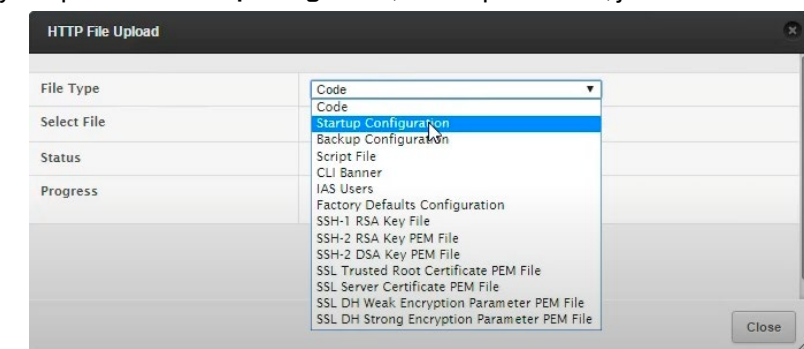 HTTP File Upload
File Type
Code
Code
Select File
Startup Configuration
Backup Configuration
Status
Script File
CLI Banner
Progress
IAS Users
Factory Defaults Configuration
SSH-1 RSA Key File
SSH-2 RSA Key PEM File
SSH-2 DSA Key PEM File
SSL Trusted Root Certificate PEM File
SSL Server Certificate PEM File
SSL DH Weak Encryption Parameter PEM File
SSL DH Strong Encryption Parameter PEM File
Close